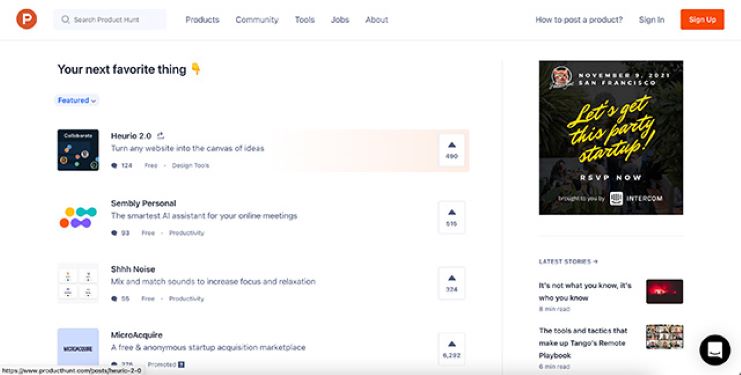 P
Search Product Hunt
Products
Community
Tools
Jobs
About
How to post a product?
Sign In
Sign Up
Your next favorite thing 👇
Featured
Collaborate
Heurio 2.0
Turn any website into the canvas of ideas
124 Free • Design Tools
490
Sembly Personal
The smartest AI assistant for your online meetings
93 Free • Productivity
515
Shhh Noise
Mix and match sounds to increase focus and relaxation
55 Free • Productivity
324
MICROACQUIRE
MicroAcquire
A free & anonymous startup acquisition marketplace
Promoted
6,292
NOVEMBER 9, 2021
SAN FRANCISCO
Let's get
this party
startup!
RSVP NOW
brought to you by INTERCOM
LATEST STORIES →
It's not what you know, it's
who you know
8 min read
The tools and tactics that
make up Tango's Remote
Playbook
6 min read
https://www.producthunt.com/posts/heurio-2-0